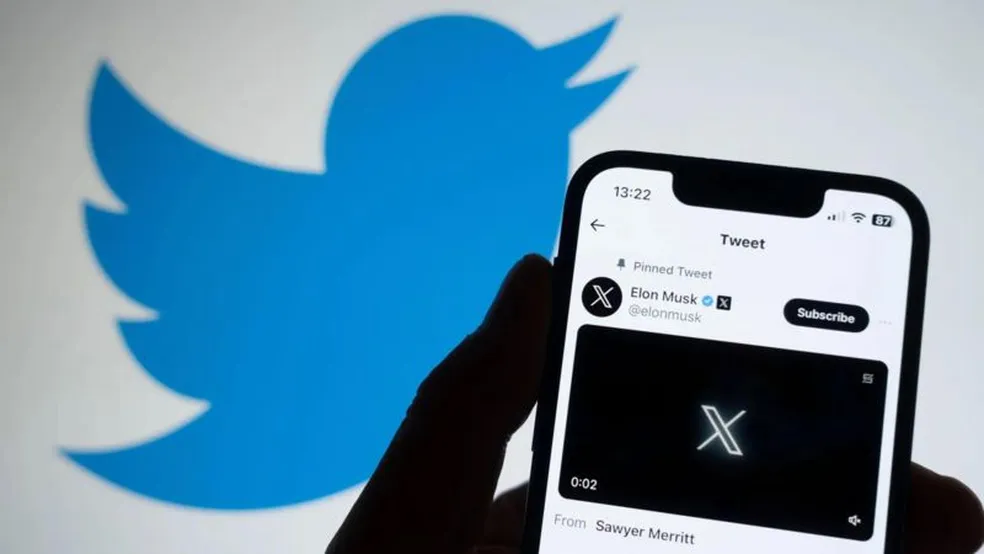 13:22
87
Tweet
Pinned Tweet
Elon Musk
@elonmusk
Subscribe
X
0:02
From Sawyer Merritt